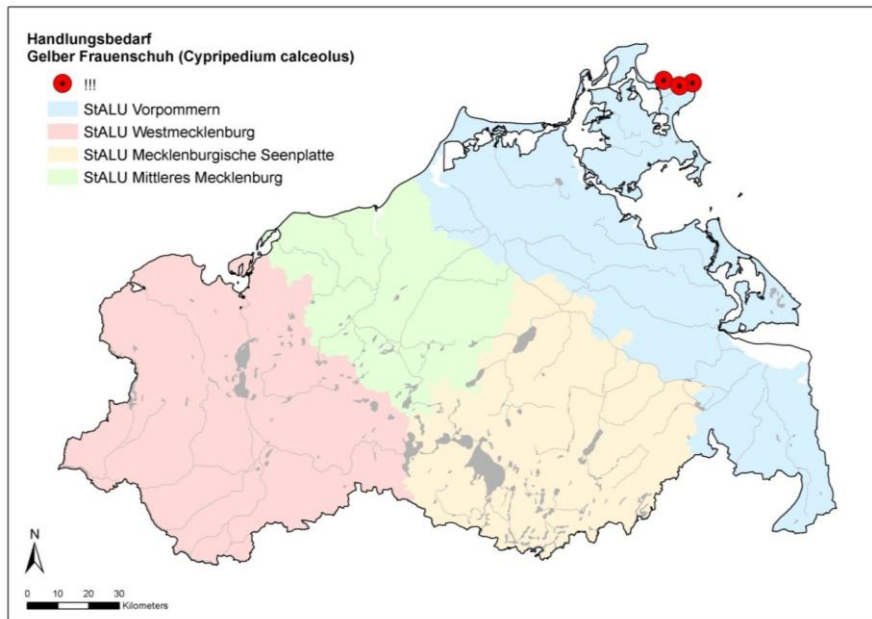 Handlungsbedarf
Gelber Frauenschuh (Cypripedium calceolus)
!!!
StALU Vorpommern
StALU Westmecklenburg
StALU Mecklenburgische Seenplatte
StALU Mittleres Mecklenburg
N
0 10 20 30
Kilometers